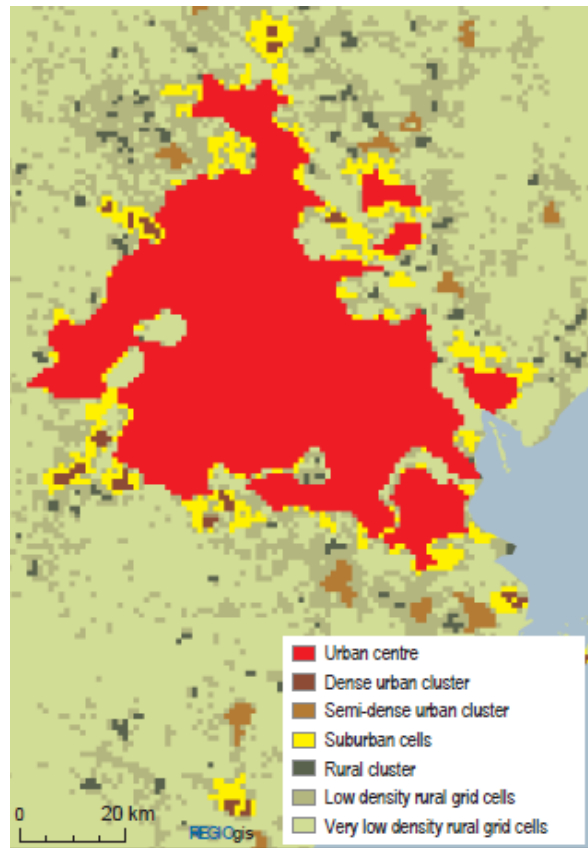 Urban centre
Dense urban cluster
Semi-dense urban cluster
Suburban cells
Rural cluster
Low density rural grid cells
Very low density rural grid cells
0 20 km
REGIOgis